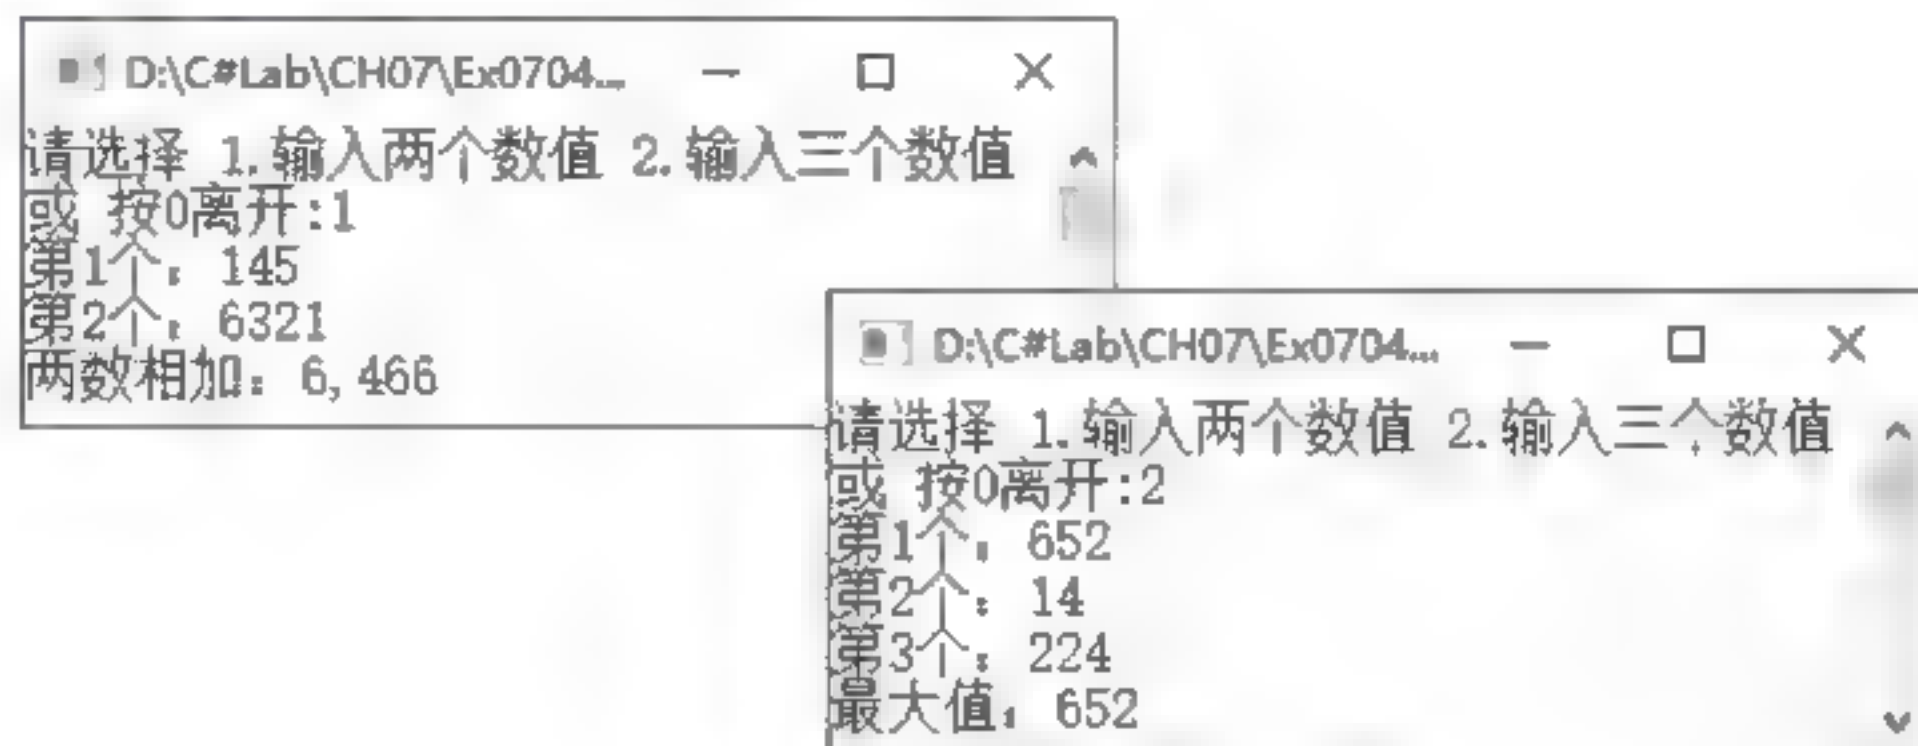 D:\C#Lab\CH07\Ex0704...
请选择 1.输入两个数值 2.输入三个数值
或 按0离开:1
第1个：145
第2个：6321
两数相加：6,466
D:\C#Lab\CH07\Ex0704...
请选择 1.输入两个数值 2.输入三个数值
或 按0离开:2
第1个：652
第2个：14
第3个：224
最大值：652